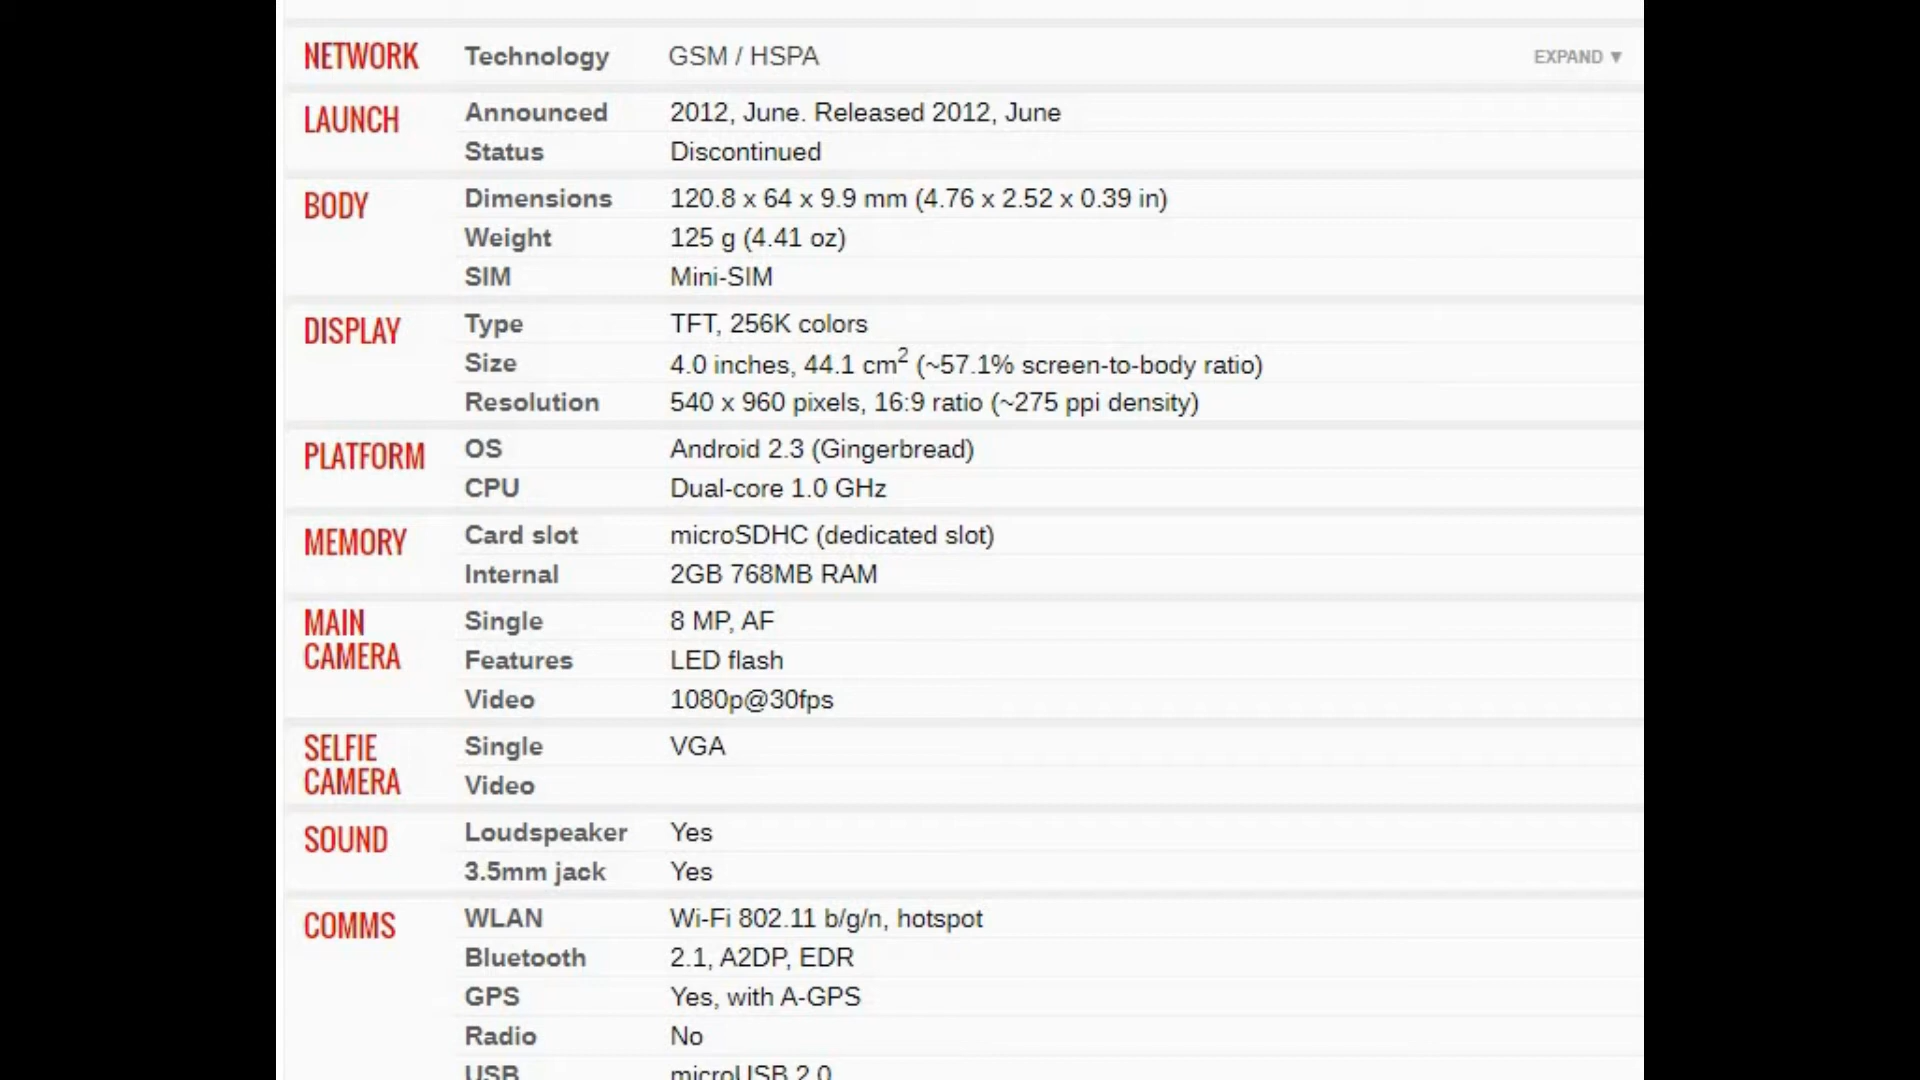 NETWORK Technology GSM / HSPA EXPAND ▼
LAUNCH Announced 2012, June. Released 2012, June
Status Discontinued
BODY Dimensions 120.8 x 64 x 9.9 mm (4.76 x 2.52 x 0.39 in)
Weight 125 g (4.41 oz)
SIM Mini-SIM
DISPLAY Type TFT, 256K colors
Size 4.0 inches, 44.1 cm² (~57.1% screen-to-body ratio)
Resolution 540 x 960 pixels, 16:9 ratio (~275 ppi density)
PLATFORM OS Android 2.3 (Gingerbread)
CPU Dual-core 1.0 GHz
MEMORY Card slot microSDHC (dedicated slot)
Internal 2GB 768MB RAM
MAIN CAMERA Single 8 MP, AF
Features LED flash
Video 1080p@30fps
SELFIE CAMERA Single VGA
Video
SOUND Loudspeaker Yes
3.5mm jack Yes
COMMS WLAN Wi-Fi 802.11 b/g/n, hotspot
Bluetooth 2.1, A2DP, EDR
GPS Yes, with A-GPS
Radio No
USB microUSB 2.0